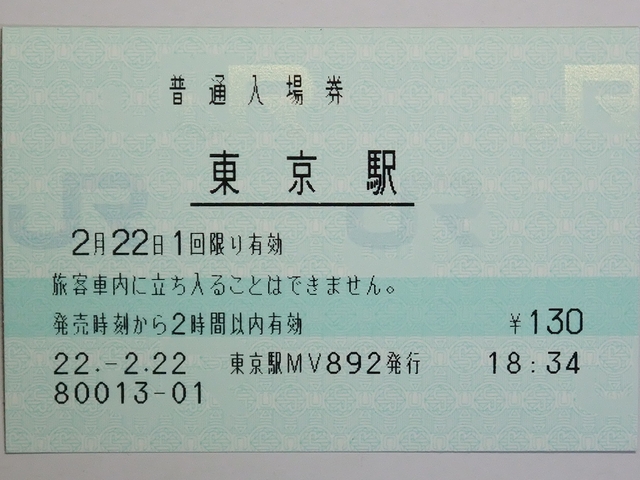 普通入場券
東京駅
2月22日1回限り有効
旅客車内に立ち入ることはできません。
発売時刻から2時間以内有効 ¥130
22.-2.22 東京駅MV892発行 18:34
80013-01